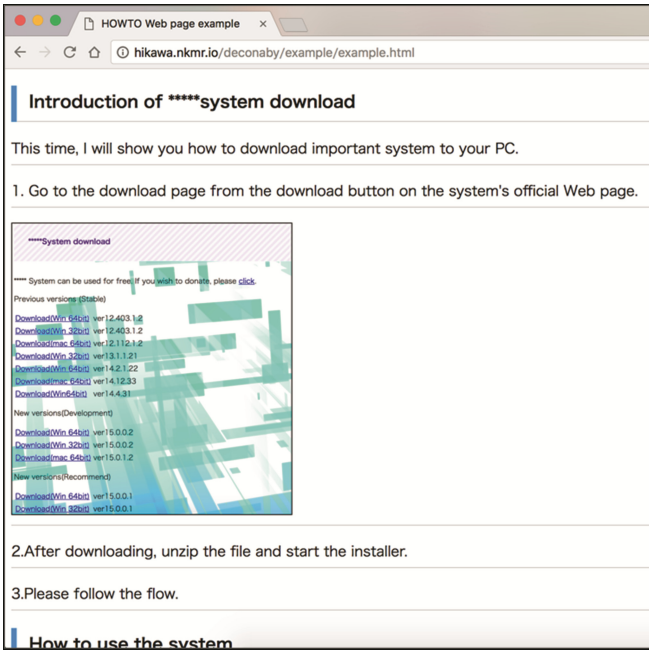 HOWTO Web page example
hikawa.nkmr.io/deconaby/example/example.html
Introduction of *****system download
This time, I will show you how to download important system to your PC.
1. Go to the download page from the download button on the system's official Web page.
*****System download
***** System can be used for free. If you wish to donate, please click.
Previous versions (Stable)
Download(Win 64bit) ver12.403.1.2
Download(Win 32bit) ver12.403.1.2
Download(mac 64bit) ver12.112.1.2
Download(Win 32bit) ver13.1.1.21
Download(Win 64bit) ver14.2.1.22
Download(mac 64bit) ver14.12.33
Download(Win64bit) ver14.4.31
New versions(Development)
Download(Win 64bit) ver15.0.0.2
Download(Win 32bit) ver15.0.0.2
Download(mac 64bit) ver15.0.1.2
New versions(Recommend)
Download(Win 64bit) ver15.0.0.1
Download(Win 32bit) ver15.0.0.1
2.After downloading, unzip the file and start the installer.
3.Please follow the flow.
How to use the system